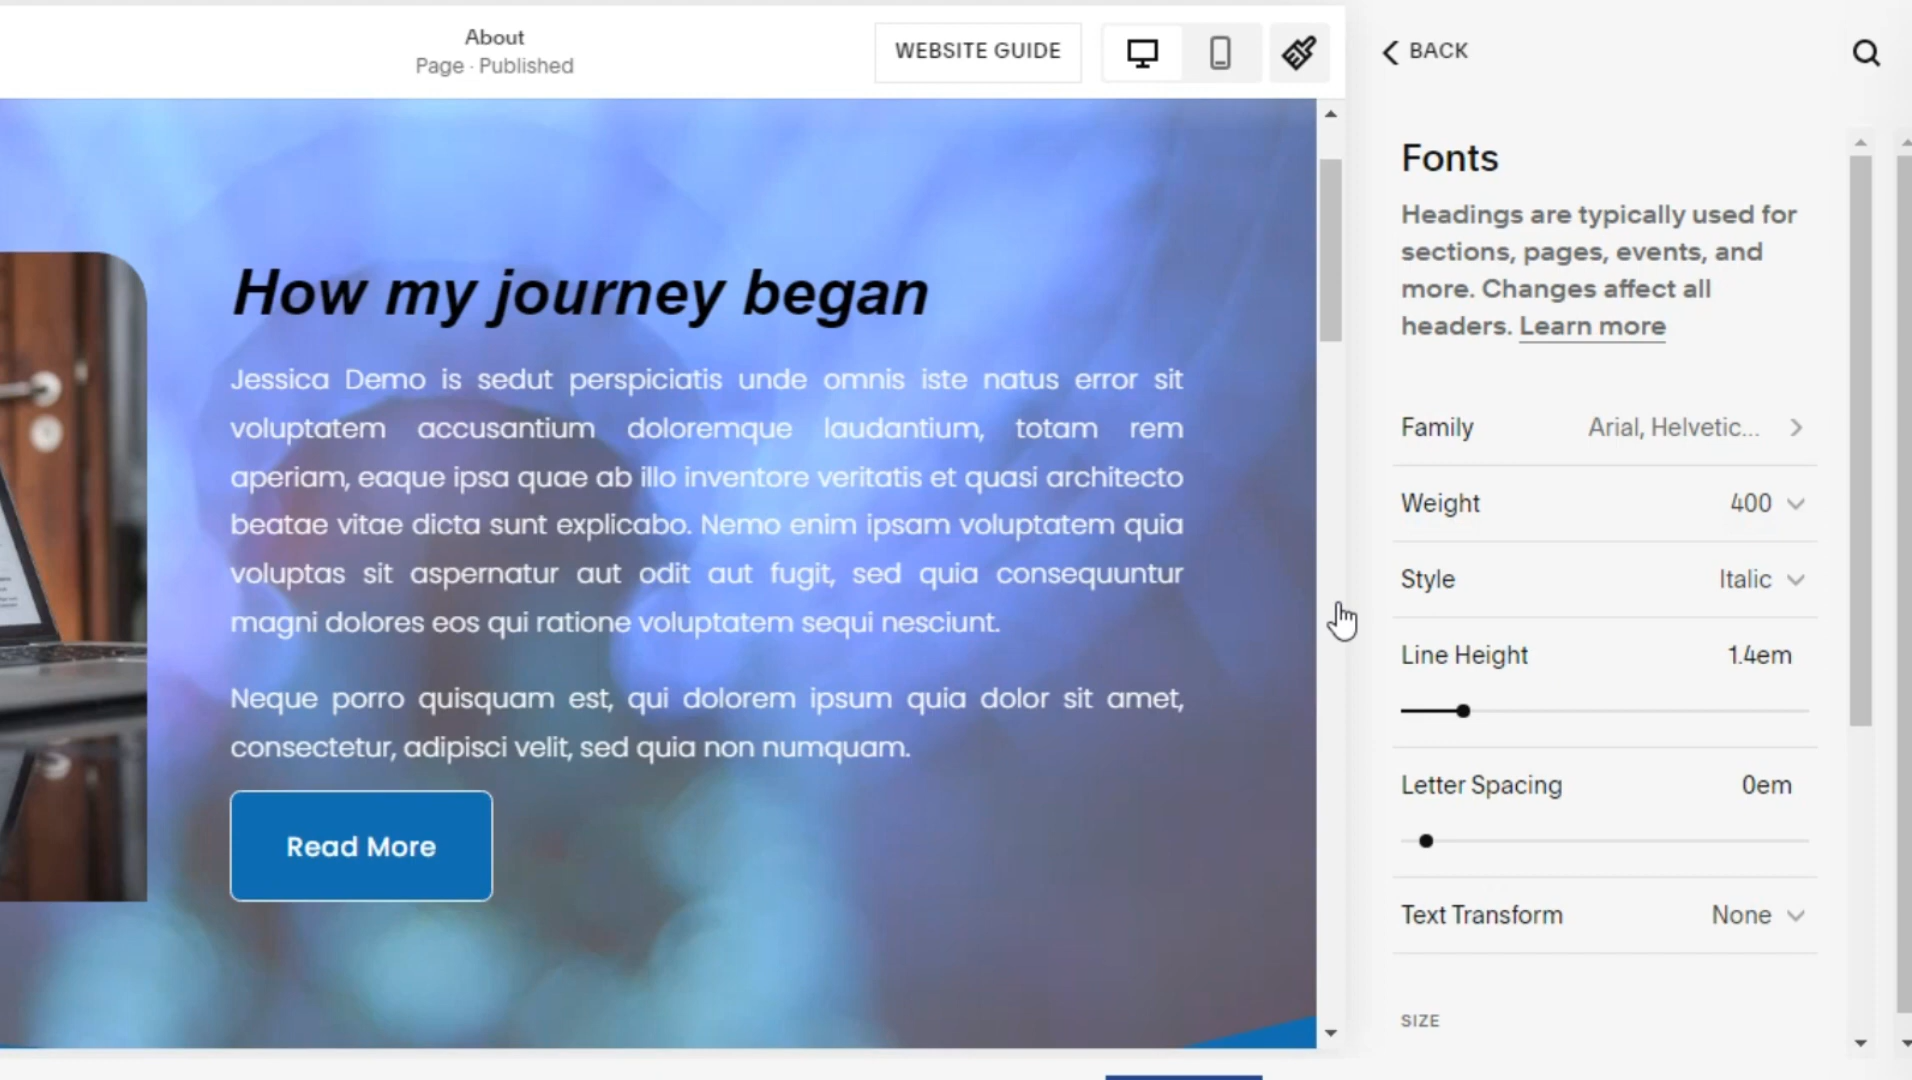 About
Page · Published
WEBSITE GUIDE
How my journey began
Jessica Demo is sedut perspiciatis unde omnis iste natus error sit
voluptatem accusantium doloremque laudantium, totam rem
aperiam, eaque ipsa quae ab illo inventore veritatis et quasi architecto
beatae vitae dicta sunt explicabo. Nemo enim ipsam voluptatem quia
voluptas sit aspernatur aut odit aut fugit, sed quia consequuntur
magni dolores eos qui ratione voluptatem sequi nesciunt.
Neque porro quisquam est, qui dolorem ipsum quia dolor sit amet,
consectetur, adipisci velit, sed quia non numquam.
Read More
BACK
Fonts
Headings are typically used for
sections, pages, events, and
more. Changes affect all
headers. Learn more
Family Arial, Helvetic...
Weight 400
Style Italic
Line Height 1.4em
Letter Spacing 0em
Text Transform None
SIZE